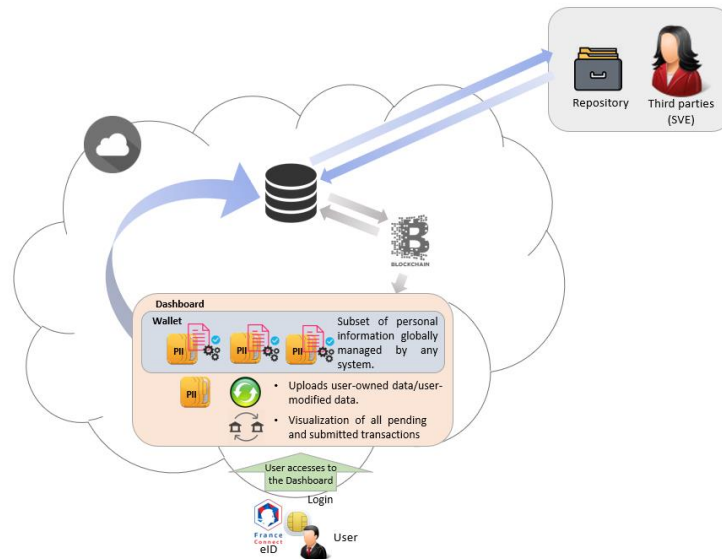 Repository
Third parties
(SVE)
BLOCKCHAIN
Dashboard
Wallet
Subset of personal
information globally
managed by any
system.
PII
PII
PII
PII
• Uploads user-owned data/user-
modified data.
• Visualization of all pending
and submitted transactions
User accesses to
the Dashboard
Login
France
Connect
eID
User